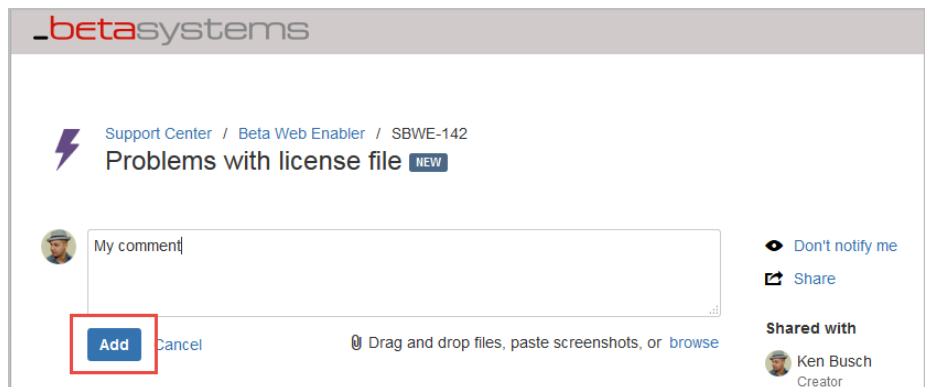 _betasystems
Support Center / Beta Web Enabler / SBWE-142
Problems with license file NEW
My comment
Don't notify me
Share
Add Cancel Drag and drop files, paste screenshots, or browse
Shared with
Ken Busch
Creator